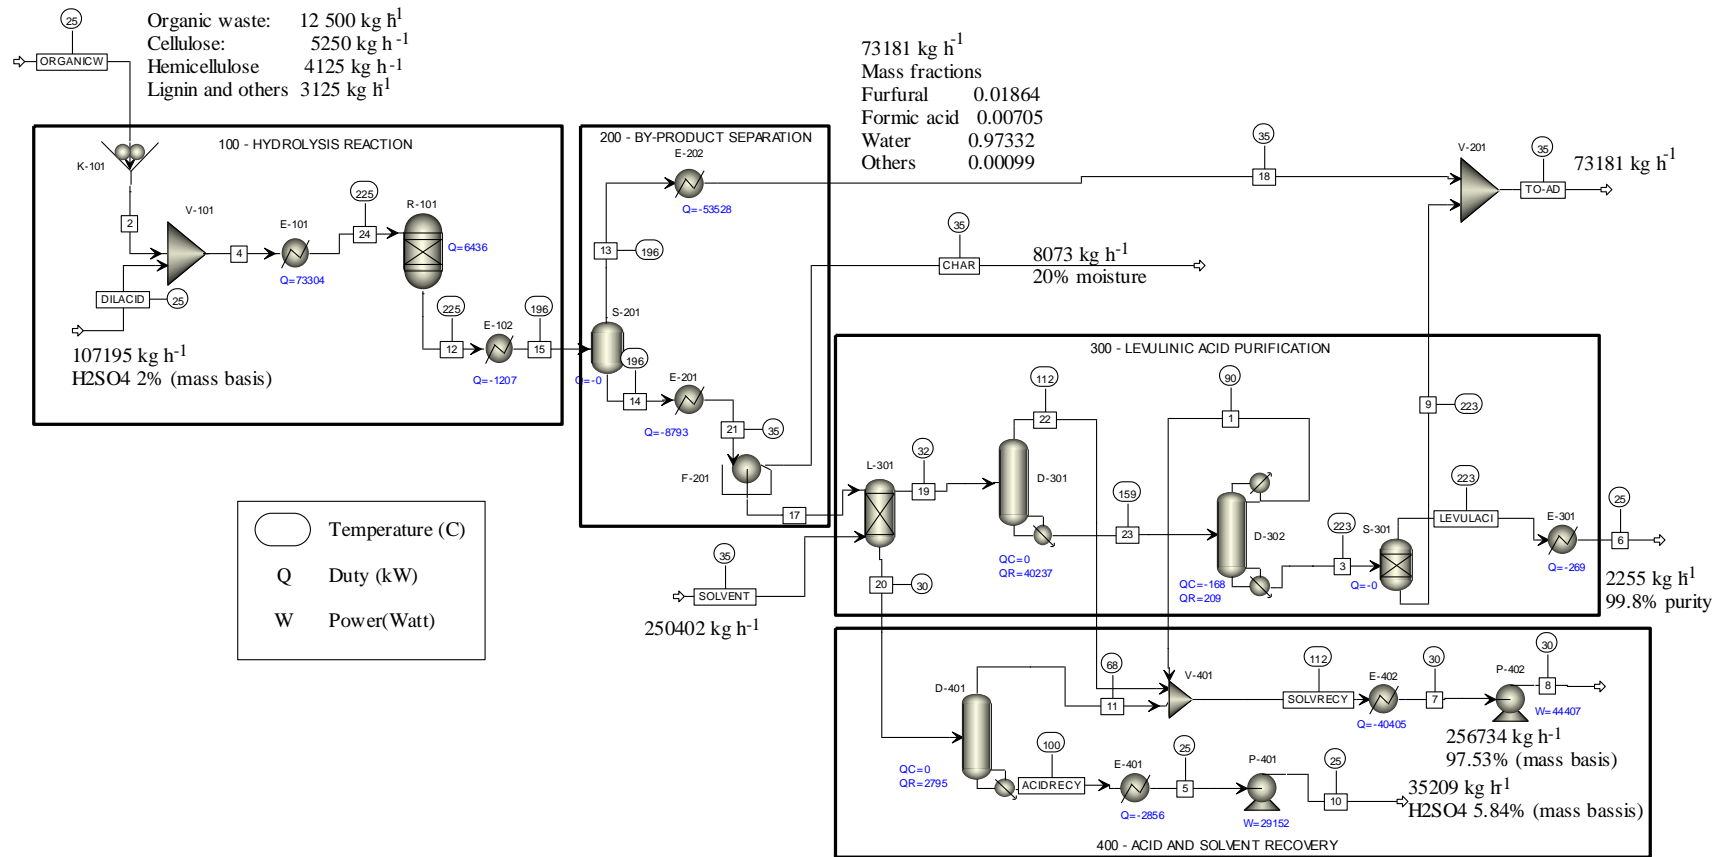 25
ORGANICW
Organic waste: 12 500 kg h-1
Cellulose: 5250 kg h-1
Hemicellulose 4125 kg h-1
Lignin and others 3125 kg h-1
73181 kg h-1
Mass fractions
Furfural 0.01864
Formic acid 0.00705
Water 0.97332
Others 0.00099
100 - HYDROLYSIS REACTION
K-101
2
V-101
4
E-101
Q=73304
225
24
R-101
Q=6436
DILACID
25
107195 kg h-1
H2SO4 2% (mass basis)
225
12
E-102
Q=-1207
196
15
200 - BY-PRODUCT SEPARATION
E-202
Q=-53528
13
196
S-201
Q=-0
196
14
E-201
Q=-8793
21
35
F-201
17
35
18
V-201
35
TO-AD
73181 kg h-1
35
CHAR
8073 kg h-1
20% moisture
300 - LEVULINIC ACID PURIFICATION
L-301
32
19
112
22
D-301
QC=0
QR=40237
159
23
90
1
D-302
QC=-168
QR=209
223
3
S-301
Q=-0
9
223
223
LEVULACI
E-301
Q=-269
25
6
2255 kg h-1
99.8% purity
35
SOLVENT
250402 kg h-1
20
30
Temperature (C)
Q Duty (kW)
W Power(Watt)
D-401
QC=0
QR=2795
68
11
V-401
112
SOLVRECY
E-402
Q=-40405
30
7
P-402
W=44407
30
8
256734 kg h-1
97.53% (mass basis)
100
ACIDRECY
E-401
Q=-2856
25
5
P-401
W=29152
25
10
35209 kg h-1
H2SO4 5.84% (mass bassis)
400 - ACID AND SOLVENT RECOVERY